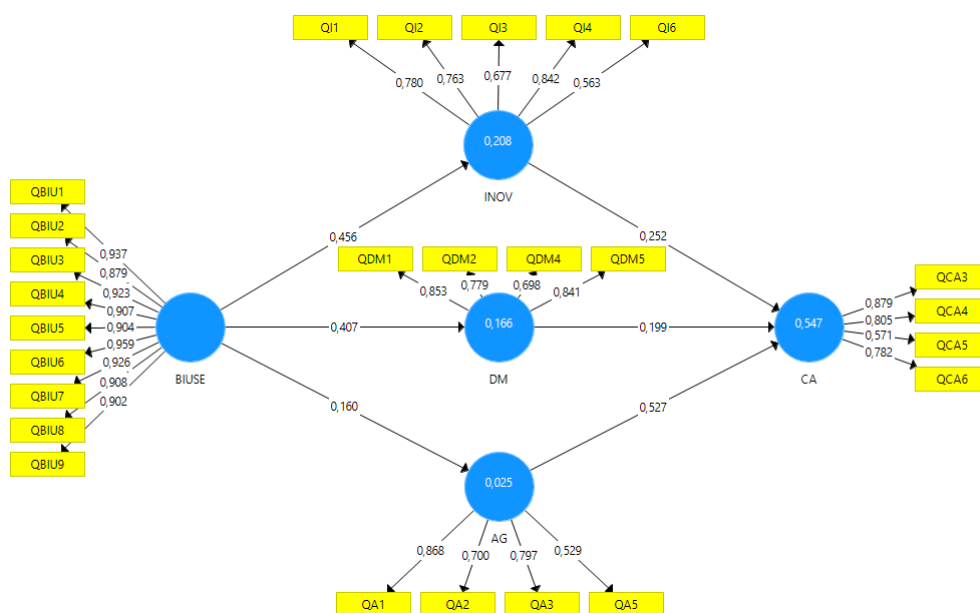 QI1 QI2 QI3 QI4 QI6
0,780 0,763 0,677 0,842 0,563
0,208
INOV
QBIU1
QBIU2
QBIU3
QBIU4
QBIU5
QBIU6
QBIU7
QBIU8
QBIU9
0,937
0,879
0,923
0,907
0,904
0,959
0,926
0,908
0,902
BIUSE
0,456
0,407
0,160
QDM1 QDM2 QDM4 QDM5
0,853 0,779 0,698 0,841
0,166
DM
0,252
0,199
0,527
0,547
CA
0,879
0,805
0,571
0,782
QCA3
QCA4
QCA5
QCA6
0,025
AG
0,868 0,700 0,797 0,529
QA1 QA2 QA3 QA5